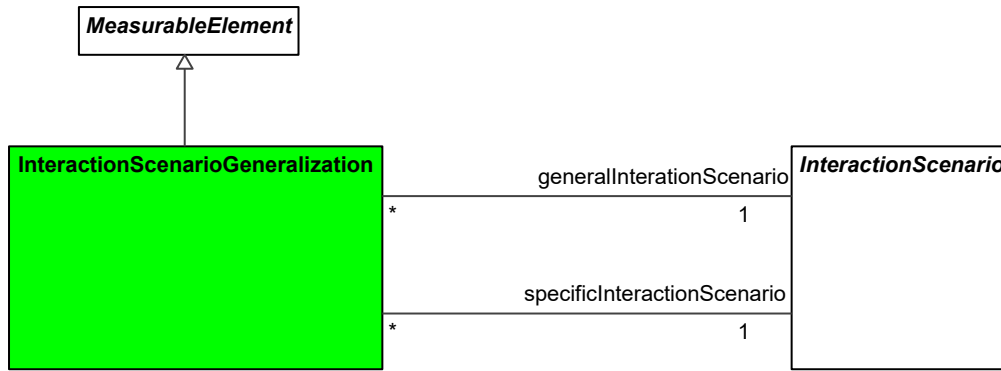 MeasurableElement
InteractionScenarioGeneralization
InteractionScenario
generalInterationScenario
*
1
specificInteractionScenario
*
1